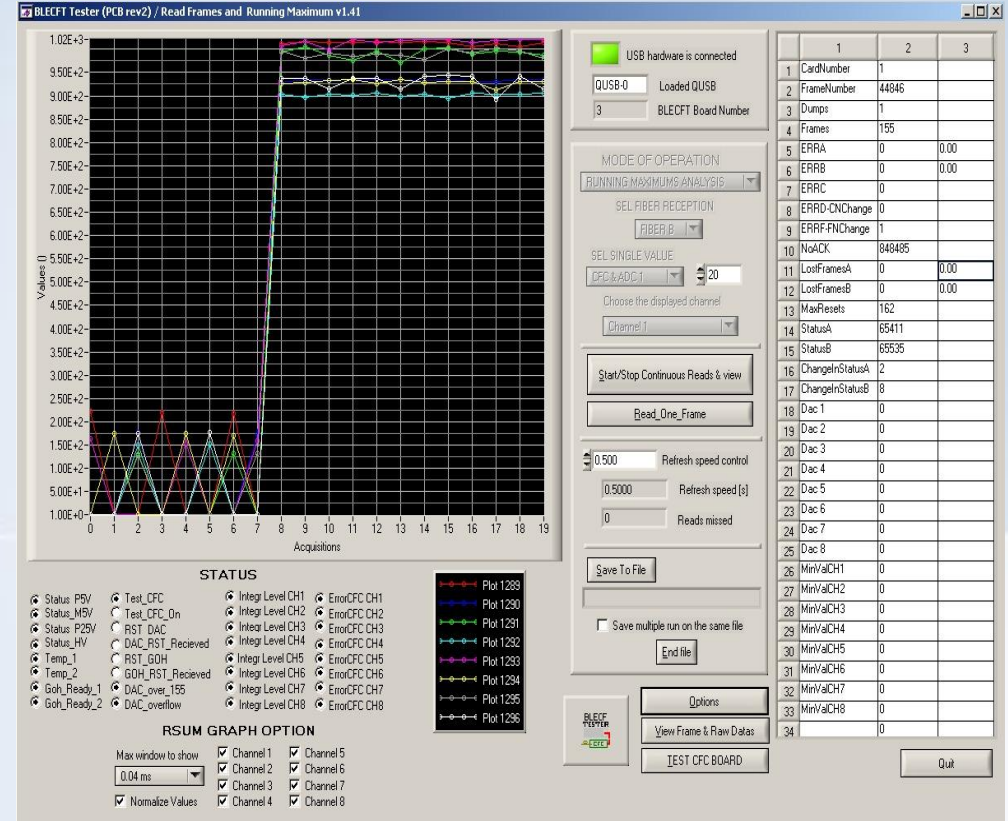 BLECFT Tester (PCB rev2) / Read Frames and Running Maximum v1.41
1.02E+3
9.50E+2
9.00E+2
8.50E+2
8.00E+2
7.50E+2
7.00E+2
6.50E+2
6.00E+2
5.50E+2
5.00E+2
4.50E+2
4.00E+2
3.50E+2
3.00E+2
2.50E+2
2.00E+2
1.50E+2
1.00E+2
5.00E+1
1.00E+0
Values ()
0 1 2 3 4 5 6 7 8 9 10 11 12 13 14 15 16 17 18 19
Acquisitions
STATUS
Status P5V
Status_M5V
Status P25V
Status_HV
Temp_1
Temp_2
Goh_Ready_1
Goh_Ready_2
Test_CFC
Test_CFC_On
RST DAC
DAC_RST_Recieved
RST_GOH
GOH_RST_Recieved
DAC_over_155
DAC_overflow
Integr Level CH1
Integr Level CH2
Integr Level CH3
Integr Level CH4
Integr Level CH5
Integr Level CH6
Integr Level CH7
Integr Level CH8
ErrorCFC CH1
ErrorCFC CH2
ErrorCFC CH3
ErrorCFC CH4
ErrorCFC CH5
ErrorCFC CH6
ErrorCFC CH7
ErrorCFC CH8
Plot 1289
Plot 1290
Plot 1291
Plot 1292
Plot 1293
Plot 1294
Plot 1295
Plot 1296
RSUM GRAPH OPTION
Max window to show
0.04 ms
Normalize Values
Channel 1
Channel 2
Channel 3
Channel 4
Channel 5
Channel 6
Channel 7
Channel 8
USB hardware is connected
QUSB-0 Loaded QUSB
3 BLECFT Board Number
MODE OF OPERATION
RUNNING MAXIMUMS ANALYSIS
SEL FIBER RECEPTION
FIBER B
SEL SINGLE VALUE
CFC & ADC 1 20
Choose the displayed channel
Channel 1
Start/Stop Continuous Reads & view
Read_One_Frame
0.500 Refresh speed control
0.5000 Refresh speed [s]
0 Reads missed
Save To File
Save multiple run on the same file
End file
BLECF
TESTER
CFC
Options
View Frame & Raw Datas
TEST CFC BOARD
1 2 3
1 CardNumber 1
2 FrameNumber 44846
3 Dumps 1
4 Frames 155
5 ERRA 0 0.00
6 ERRB 0 0.00
7 ERRC 0
8 ERRD-CNChange 0
9 ERRF-FNChange 1
10 NoACK 848485
11 LostFramesA 0 0.00
12 LostFramesB 0 0.00
13 MaxResets 162
14 StatusA 65411
15 StatusB 65535
16 ChangeInStatusA 2
17 ChangeInStatusB 8
18 Dac 1 0
19 Dac 2 0
20 Dac 3 0
21 Dac 4 0
22 Dac 5 0
23 Dac 6 0
24 Dac 7 0
25 Dac 8 0
26 MinValCH1 0
27 MinValCH2 0
28 MinValCH3 0
29 MinValCH4 0
30 MinValCH5 0
31 MinValCH6 0
32 MinValCH7 0
33 MinValCH8 0
34 0
Quit